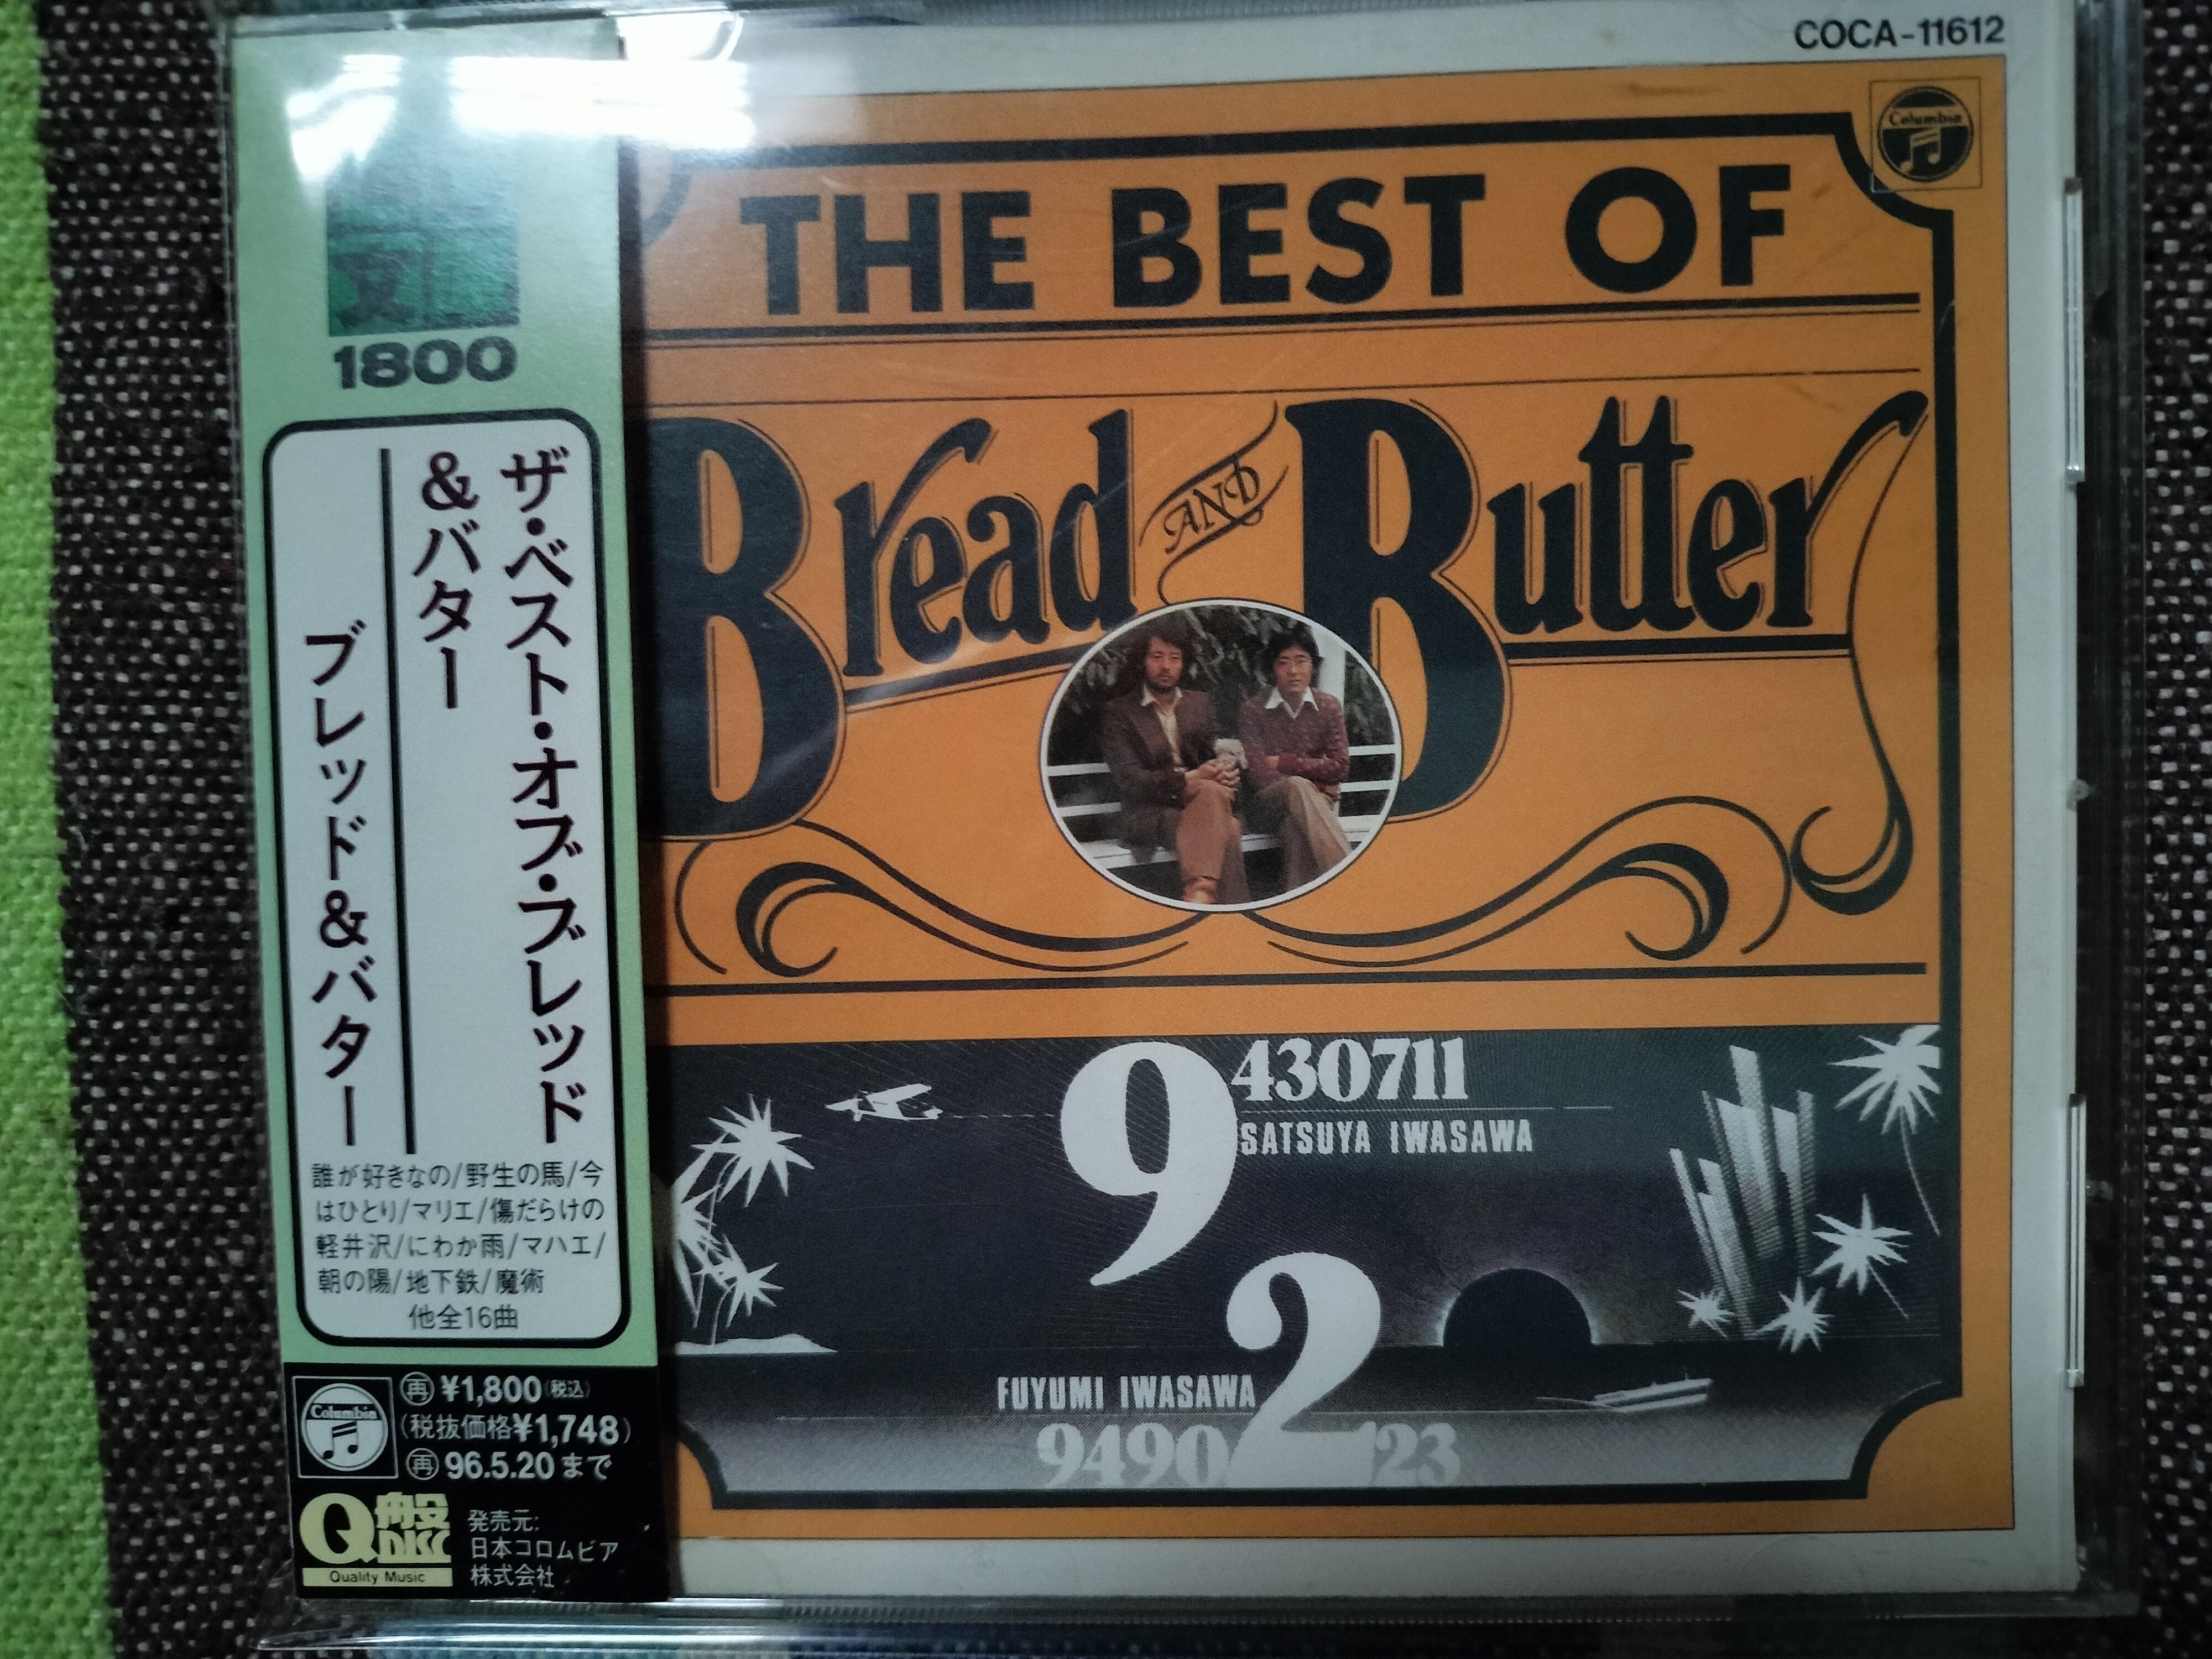 1800
ザ・ベスト・オブ・ブレッド
&バター
ブレッド&バター
誰が好きなの/野生の馬/今
はひとり/マリエ/傷だらけの
軽井沢/にわか雨/マハエ/
朝の陽/地下鉄/魔術
他全16曲
Columbia
再 ¥1,800(税込)
(税抜価格¥1,748)
再 96.5.20まで
Q盤
DISC
Quality Music
発売元:
日本コロムビア
株式会社
COCA-11612
Columbia
THE BEST OF
Bread AND Butter
9 430711
SATSUYA IWASAWA
2
FUYUMI IWASAWA
9490 23